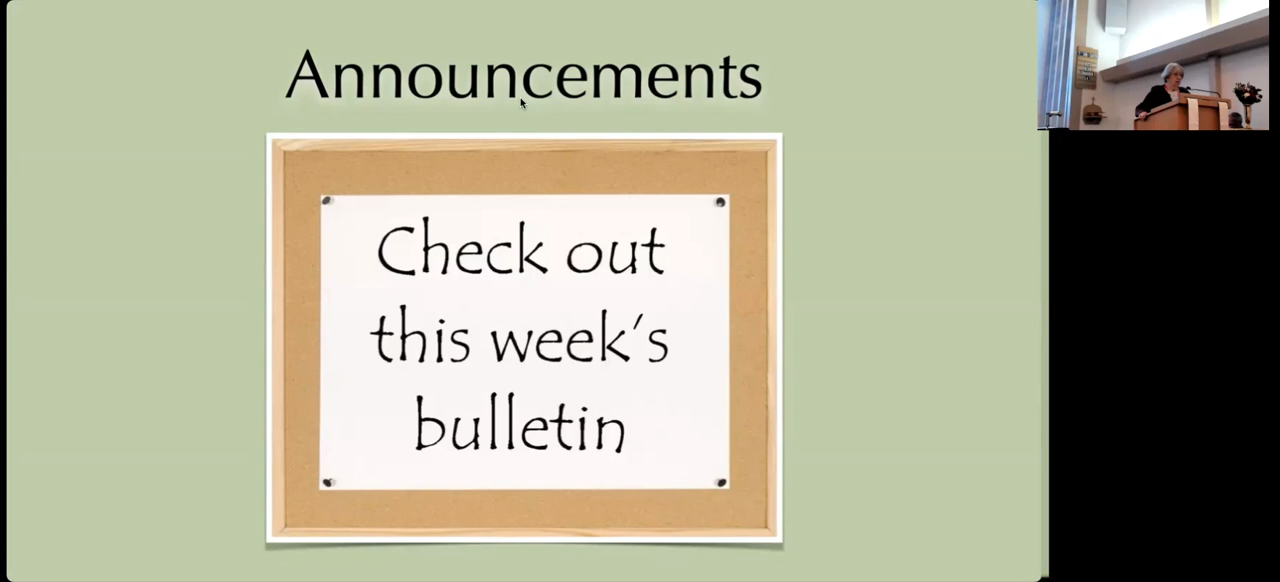 Announcements
Check out
this week's
bulletin